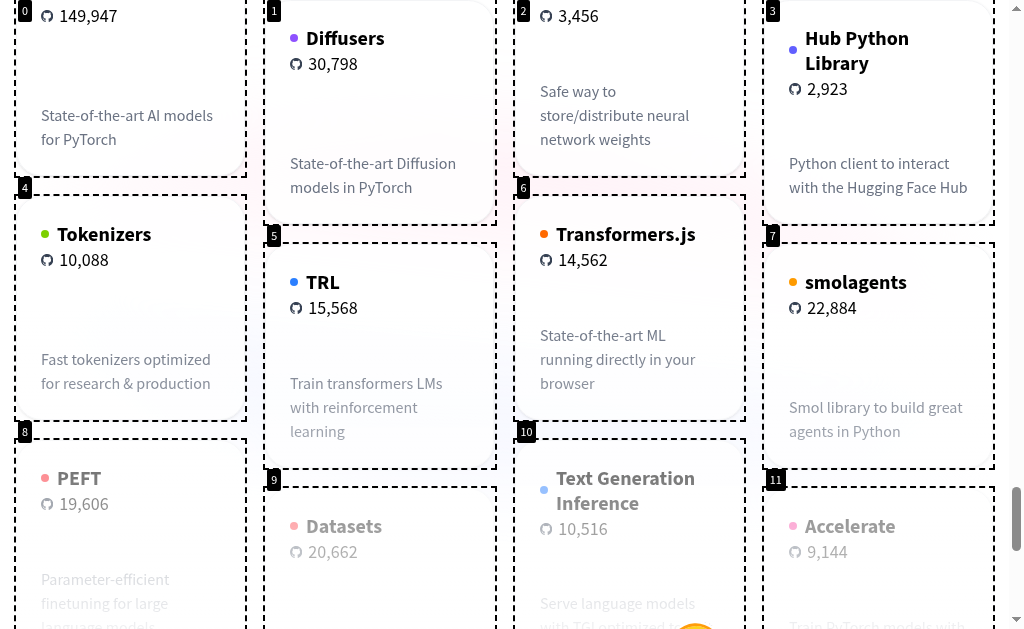 0
149,947
State-of-the-art AI models
for PyTorch
1
Diffusers
30,798
State-of-the-art Diffusion
models in PyTorch
2
3,456
Safe way to
store/distribute neural
network weights
3
Hub Python
Library
2,923
Python client to interact
with the Hugging Face Hub
4
Tokenizers
10,088
Fast tokenizers optimized
for research & production
5
TRL
15,568
Train transformers LMs
with reinforcement
learning
6
Transformers.js
14,562
State-of-the-art ML
running directly in your
browser
7
smolagents
22,884
Smol library to build great
agents in Python
8
PEFT
19,606
Parameter-efficient
finetuning for large
language models
9
Datasets
20,662
10
Text Generation
Inference
10,516
Serve language models
with TGI optimized
11
Accelerate
9,144
Train PyTorch models with